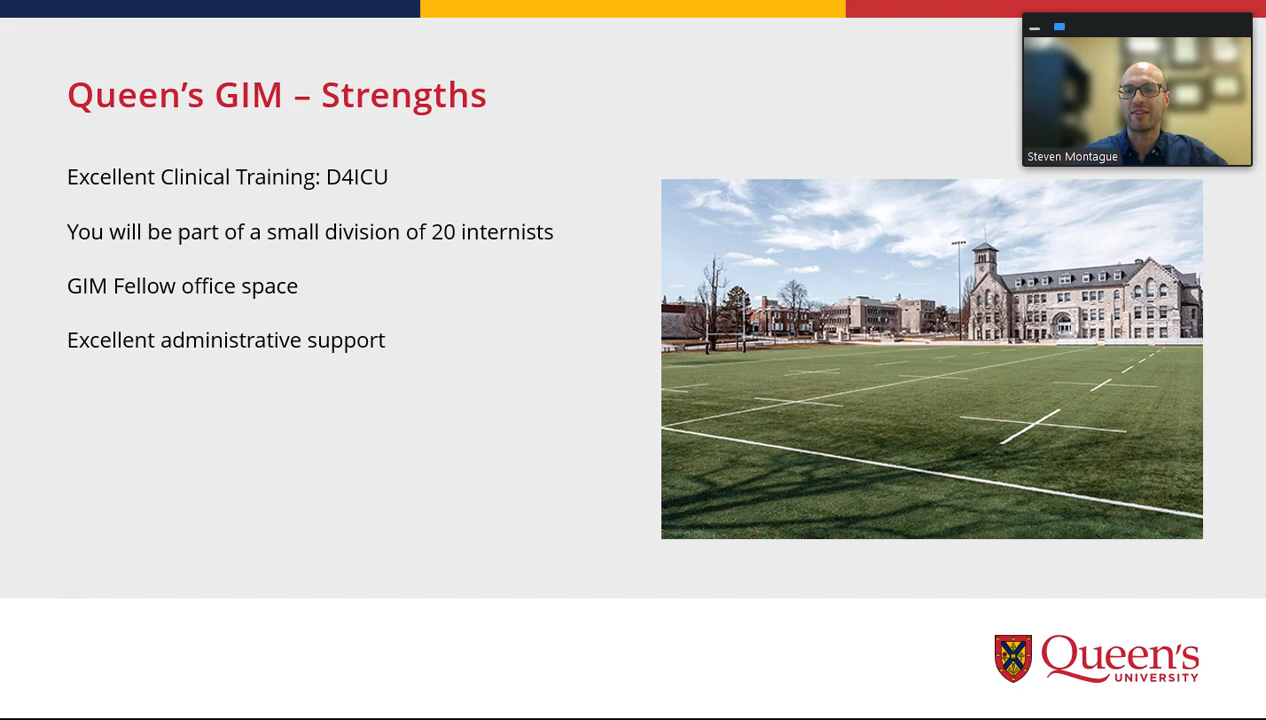 Queen's GIM – Strengths
Steven Montague
Excellent Clinical Training: D4ICU
You will be part of a small division of 20 internists
GIM Fellow office space
Excellent administrative support
Queen's
UNIVERSITY